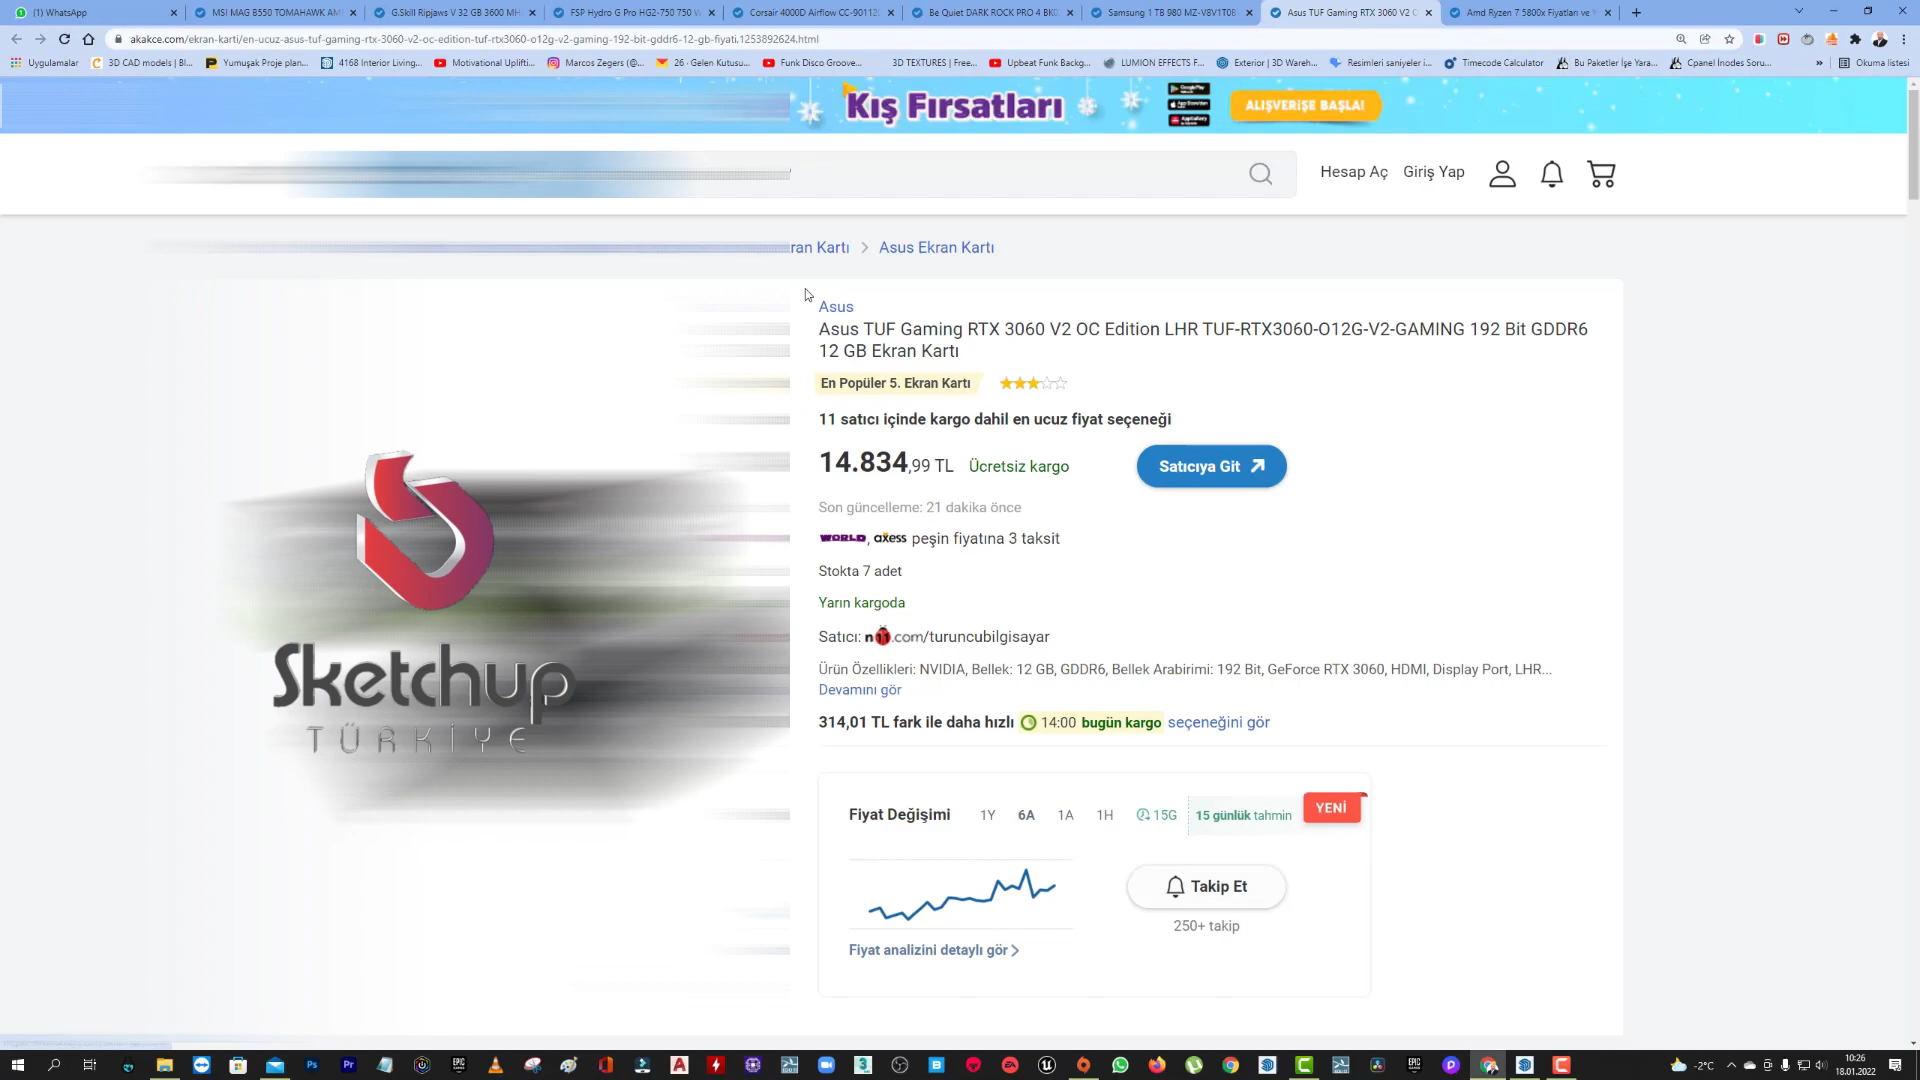 (1) WhatsApp
MSI MAG B550 TOMAHAWK AM
G.Skill Ripjaws V 32 GB 3600 MH
FSP Hydro G Pro HG2-750 750 W
Corsair 4000D Airflow CC-90112
Be Quiet DARK ROCK PRO 4 BK0
Samsung 1 TB 980 MZ-V8V1T0B
Asus TUF Gaming RTX 3060 V2 O
Amd Ryzen 7 5800x Fiyatları ve
akakce.com/ekran-karti/en-ucuz-asus-tuf-gaming-rtx-3060-v2-oc-edition-tuf-rtx3060-o12g-v2-gaming-192-bit-gddr6-12-gb-fiyati,1253892624.html
Uygulamalar
3D CAD models | Bl...
Yumuşak Proje plan...
4168 Interior Living...
Motivational Uplifti...
Marcos Zegers (@...
26 - Gelen Kutusu...
Funk Disco Groove...
3D TEXTURES | Free...
Upbeat Funk Backg...
LUMION EFFECTS F...
Exterior | 3D Wareh...
Resimleri saniyeler i...
Timecode Calculator
Bu Paketler İşe Yara...
Cpanel İnodes Soru...
»
Okuma listesi
Kış Fırsatları
ALIŞVERİŞE BAŞLA!
Hesap Aç
Giriş Yap
ran Kartı > Asus Ekran Kartı
Asus
Asus TUF Gaming RTX 3060 V2 OC Edition LHR TUF-RTX3060-O12G-V2-GAMING 192 Bit GDDR6
12 GB Ekran Kartı
En Popüler 5. Ekran Kartı
11 satıcı içinde kargo dahil en ucuz fiyat seçeneği
14.834,99 TL Ücretsiz kargo
Satıcıya Git
Son güncelleme: 21 dakika önce
WORLD, axess peşin fiyatına 3 taksit
Stokta 7 adet
Yarın kargoda
Satıcı: n11.com/turuncubilgisayar
Ürün Özellikleri: NVIDIA, Bellek: 12 GB, GDDR6, Bellek Arabirimi: 192 Bit, GeForce RTX 3060, HDMI, Display Port, LHR...
Devamını gör
314,01 TL fark ile daha hızlı 14:00 bugün kargo seçeneğini gör
Fiyat Değişimi
1Y
6A
1A
1H
15G
15 günlük tahmin
YENİ
Takip Et
250+ takip
Fiyat analizini detaylı gör >
Sketchup
TÜRKİYE
-2°C
10:26
18.01.2022